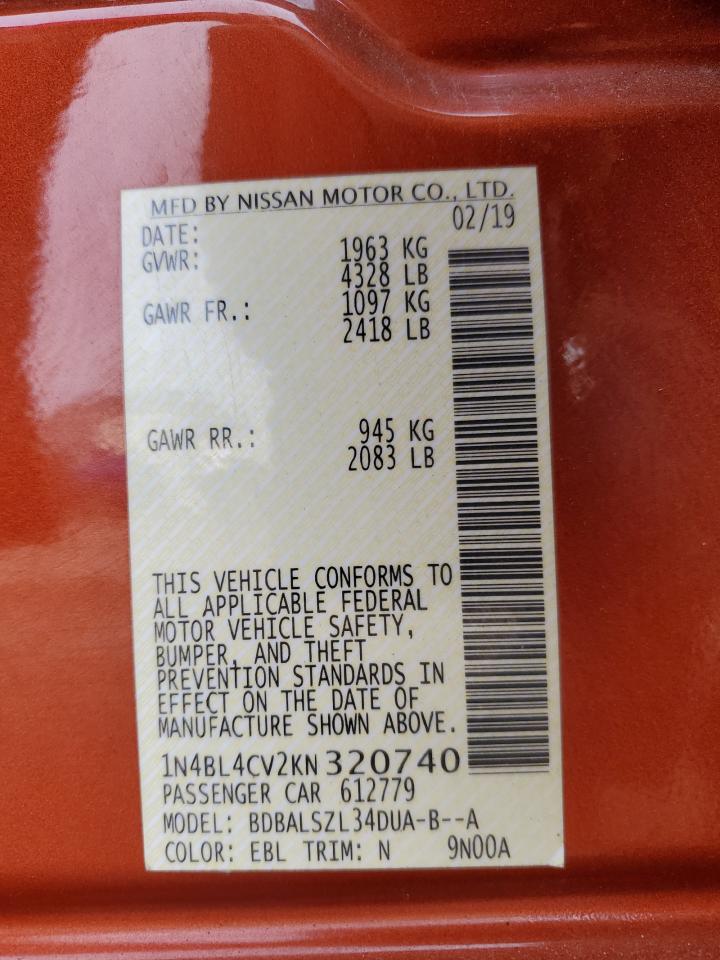 MFD BY NISSAN MOTOR CO., LTD.
DATE: 02/19
GVWR: 1963 KG
4328 LB
GAWR FR.: 1097 KG
2418 LB
GAWR RR.: 945 KG
2083 LB
THIS VEHICLE CONFORMS TO
ALL APPLICABLE FEDERAL
MOTOR VEHICLE SAFETY,
BUMPER, AND THEFT
PREVENTION STANDARDS IN
EFFECT ON THE DATE OF
MANUFACTURE SHOWN ABOVE.
1N4BL4CV2KN320740
PASSENGER CAR 612779
MODEL: BDBALSZL34DUA-B--A
COLOR: EBL TRIM: N 9N00A